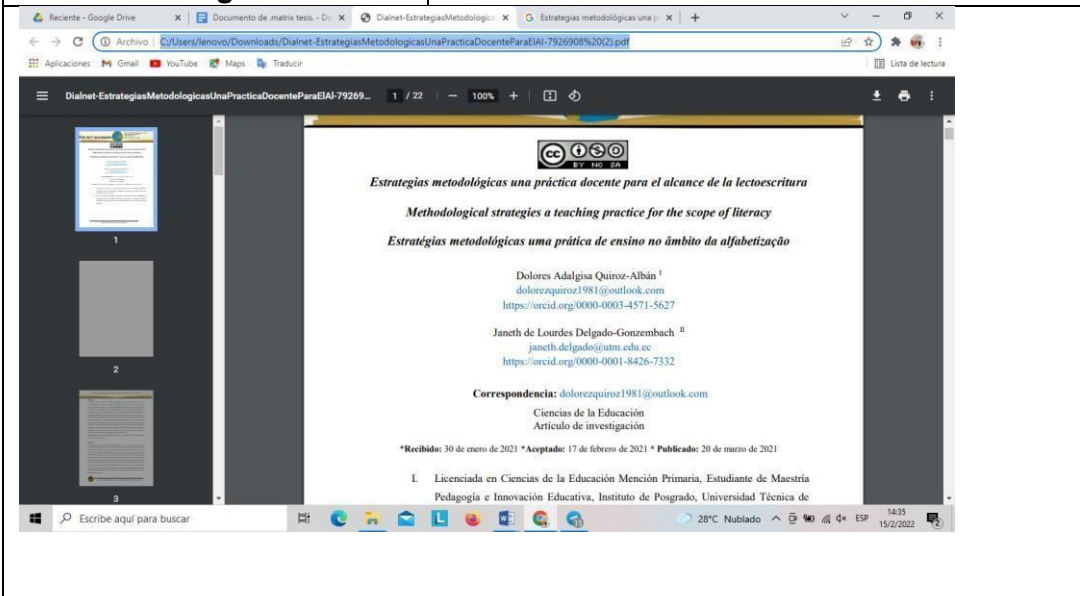 Reciente - Google Drive
Documento de .matrix tesis. - Do
Dialnet-EstrategiasMetodologica
Estrategias metodológicas una p
Archivo | C:/Users/lenovo/Downloads/Dialnet-EstrategiasMetodologicasUnaPracticaDocenteParaElAl-7926908%20(2).pdf
Aplicaciones Gmail YouTube Maps Traducir Lista de lectura
Dialnet-EstrategiasMetodologicasUnaPracticaDocenteParaElAl-79269... 1 / 22 | − 100% +
CC BY NC SA
Estrategias metodológicas una práctica docente para el alcance de la lectoescritura
Methodological strategies a teaching practice for the scope of literacy
Estratégias metodológicas uma prática de ensino no âmbito da alfabetização
Dolores Adalgisa Quiroz-Albán I
dolorezquiroz1981@outlook.com
https://orcid.org/0000-0003-4571-5627
Janeth de Lourdes Delgado-Gonzembach II
janeth.delgado@utm.edu.ec
https://orcid.org/0000-0001-8426-7332
Correspondencia: dolorezquiroz1981@outlook.com
Ciencias de la Educación
Artículo de investigación
*Recibido: 30 de enero de 2021 *Aceptado: 17 de febrero de 2021 * Publicado: 20 de marzo de 2021
I. Licenciada en Ciencias de la Educación Mención Primaria, Estudiante de Maestría
Pedagogía e Innovación Educativa, Instituto de Posgrado, Universidad Técnica de
1
2
3
Escribe aquí para buscar
28°C Nublado
ESP
14:35
15/2/2022